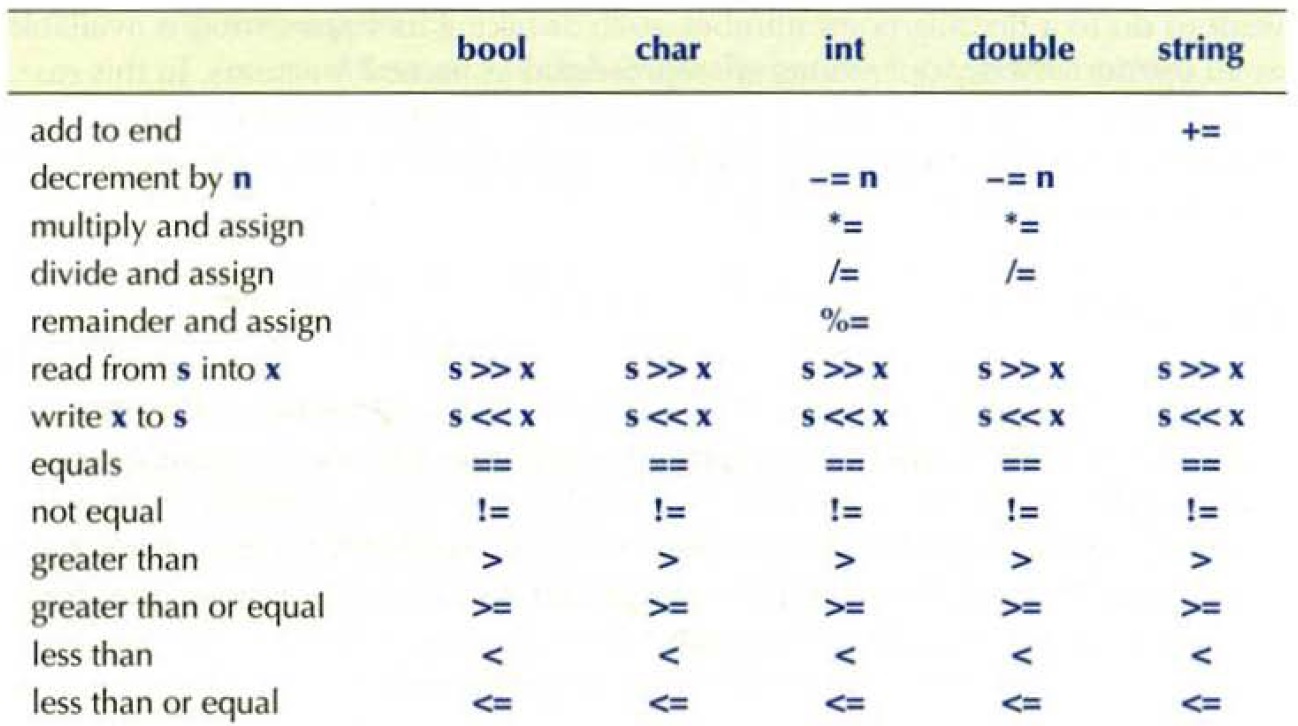 bool char int double string
add to end +=
decrement by n –= n –= n
multiply and assign *= *=
divide and assign /= /=
remainder and assign %=
read from s into x s >> x s >> x s >> x s >> x s >> x
write x to s s << x s << x s << x s << x s << x
equals == == == == ==
not equal != != != != !=
greater than > > > > >
greater than or equal >= >= >= >= >=
less than < < < < <
less than or equal <= <= <= <= <=